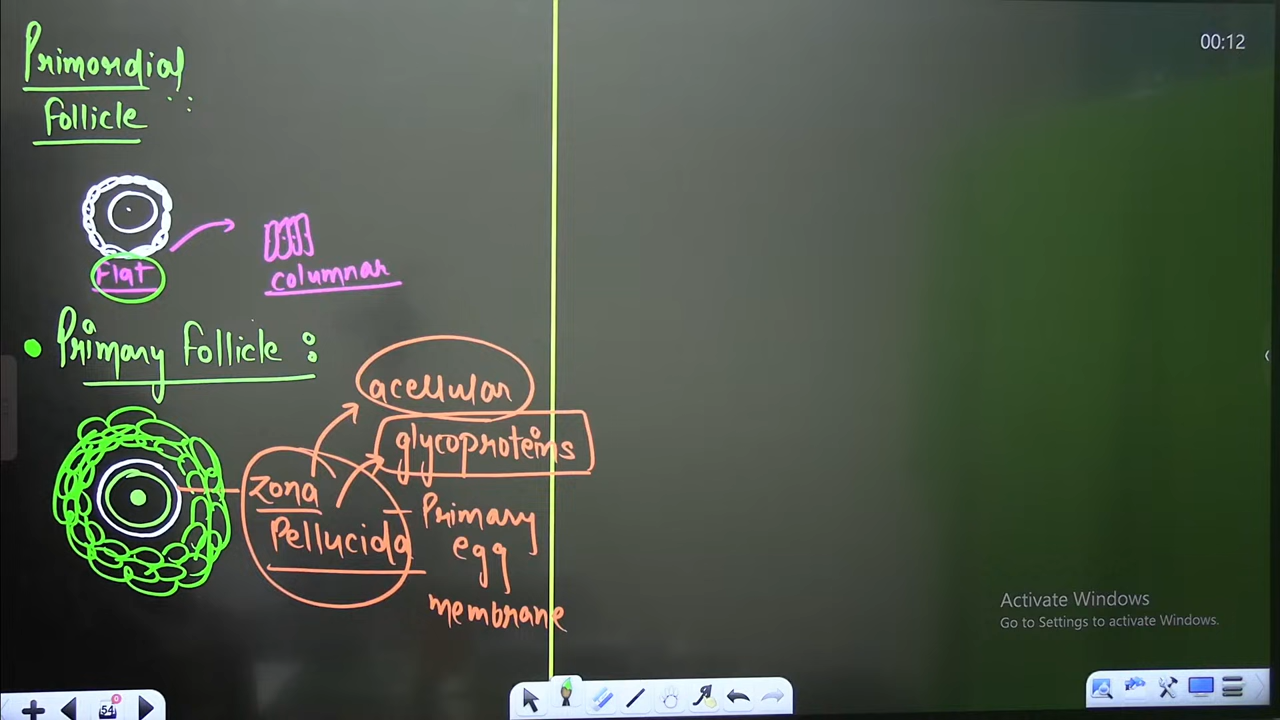 Primordial
Follicle
Flat
columnar
Primary Follicle :
acellular
glycoproteins
Zona
Pellucida
Primary
egg
membrane
00:12
Activate Windows
Go to Settings to activate Windows.
54
0